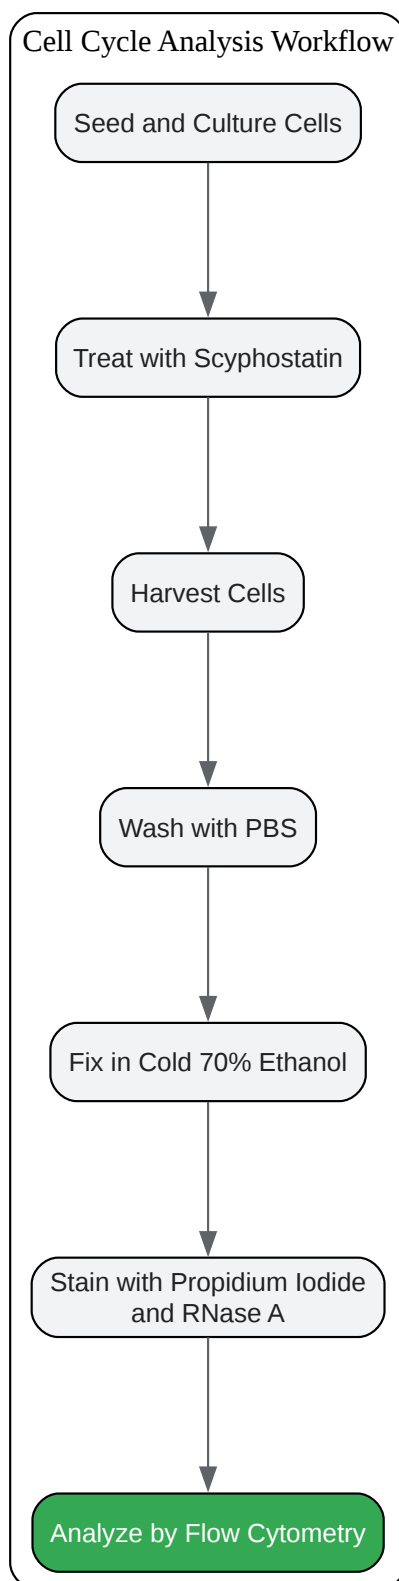 Cell Cycle Analysis Workflow
Seed and Culture Cells
Treat with Scyphostatin
Harvest Cells
Wash with PBS
Fix in Cold 70% Ethanol
Stain with Propidium Iodide
and RNase A
Analyze by Flow Cytometry